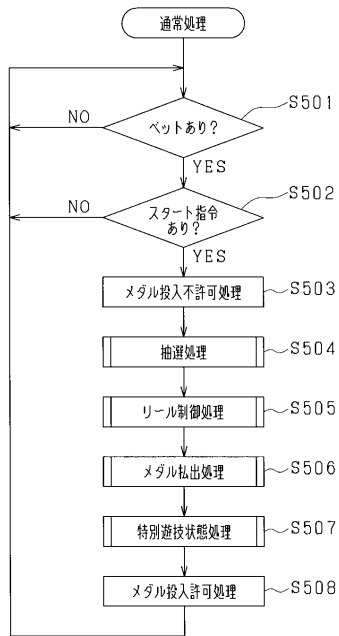 通常処理
S501
NO
ベットあり?
YES
S502
NO
スタート指令
あり?
YES
メダル投入不許可処理
S503
抽選処理
S504
リール制御処理
S505
メダル払出処理
S506
特別遊技状態処理
S507
メダル投入許可処理
S508